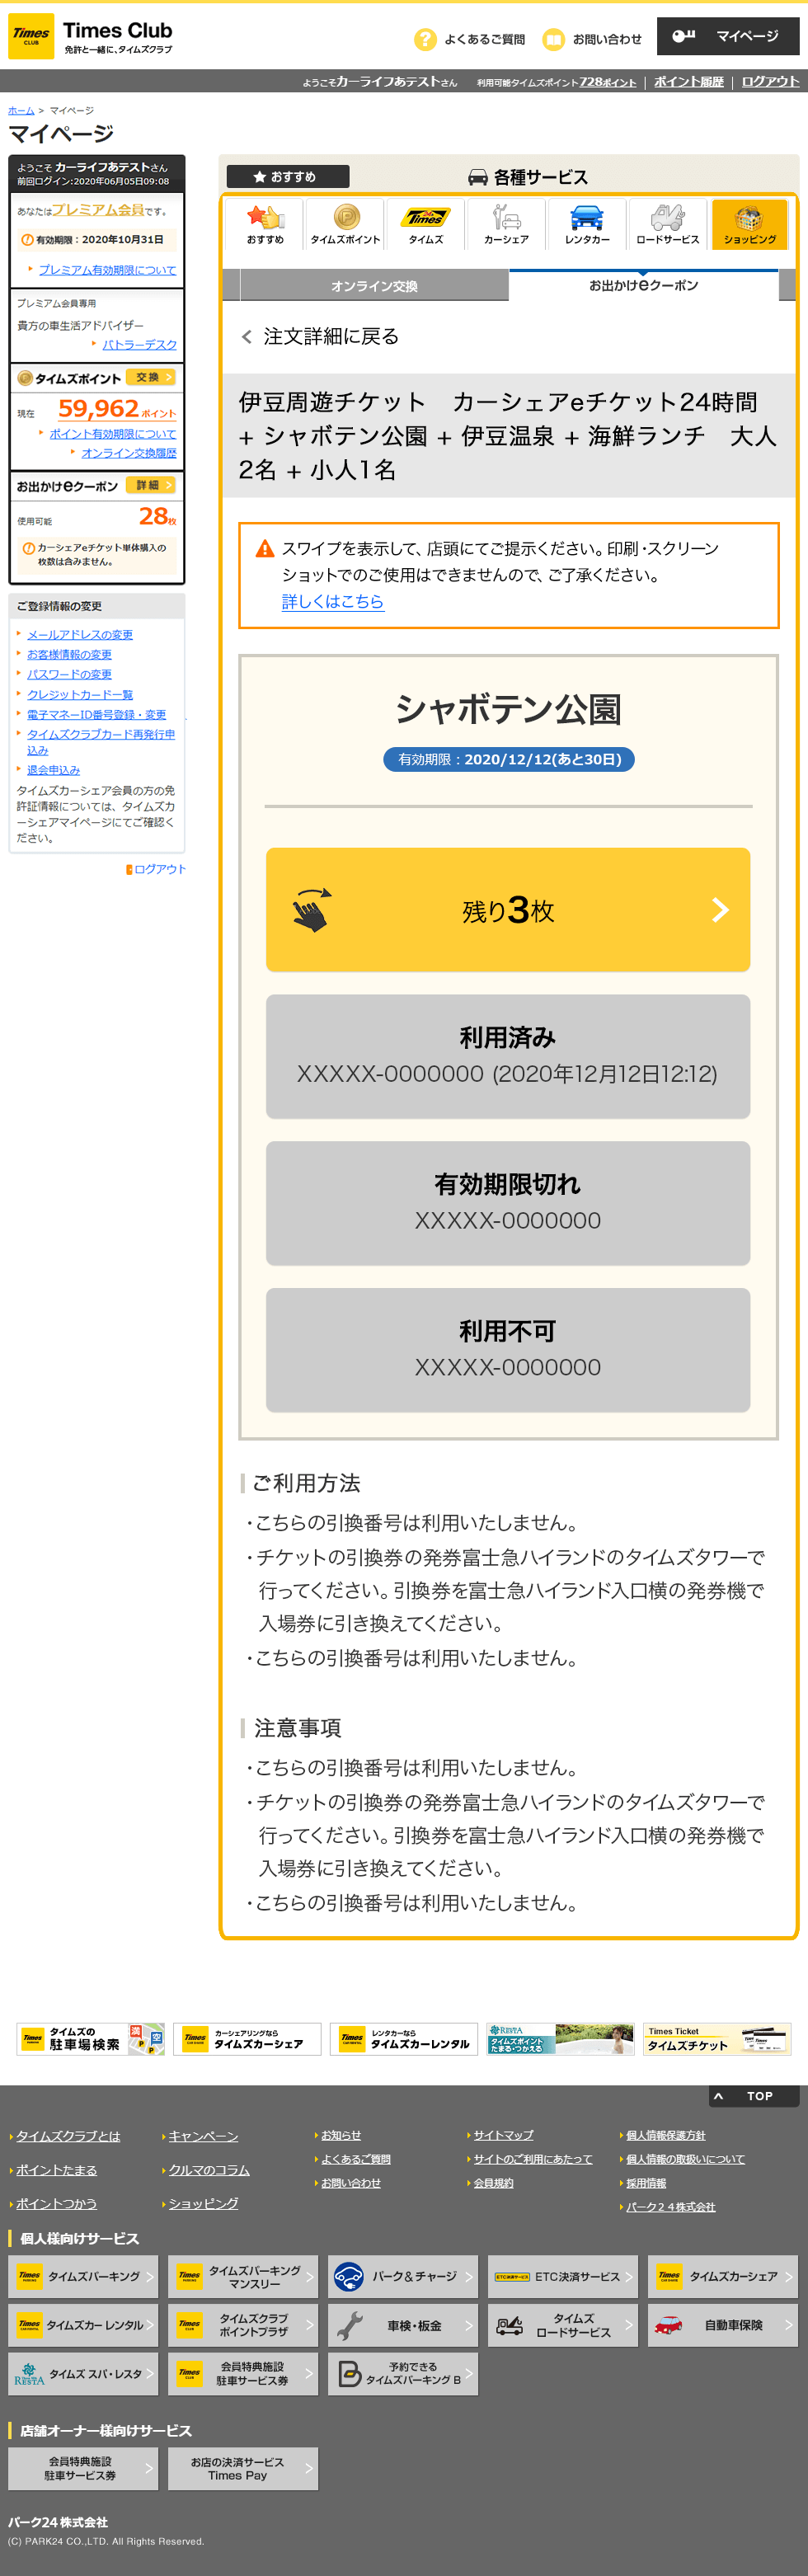 Times CLUB
Times Club
免許と一緒に、タイムズクラブ
よくあるご質問
お問い合わせ
マイページ
ようこそカーライフあテストさん 利用可能タイムズポイント728ポイント | ポイント履歴 | ログアウト
ホーム > マイページ
マイページ
ようこそ カーライフあテストさん
前回ログイン:2020年06月05日09:08
あなたはプレミアム会員です。
有効期限：2020年10月31日
プレミアム有効期限について
プレミアム会員専用
貴方の車生活アドバイザー
バトラーデスク
タイムズポイント 交換
現在 59,962ポイント
ポイント有効期限について
オンライン交換履歴
お出かけeクーポン 詳細
使用可能 28枚
カーシェアeチケット単体購入の
枚数は含みません。
ご登録情報の変更
メールアドレスの変更
お客様情報の変更
パスワードの変更
クレジットカード一覧
電子マネーID番号登録・変更
タイムズクラブカード再発行申
込み
退会申込み
タイムズカーシェア会員の方の免
許証情報については、タイムズカ
ーシェアマイページにてご確認く
ださい。
ログアウト
おすすめ
各種サービス
おすすめ
タイムズポイント
Times
タイムズ
カーシェア
レンタカー
ロードサービス
ショッピング
オンライン交換
お出かけeクーポン
注文詳細に戻る
伊豆周遊チケット　カーシェアeチケット24時間
+ シャボテン公園 + 伊豆温泉 + 海鮮ランチ　大人
2名 + 小人1名
スワイプを表示して、店頭にてご提示ください。印刷・スクリーン
ショットでのご使用はできませんので、ご了承ください。
詳しくはこちら
シャボテン公園
有効期限：2020/12/12(あと30日)
残り3枚
利用済み
XXXXX-0000000 (2020年12月12日12:12)
有効期限切れ
XXXXX-0000000
利用不可
XXXXX-0000000
ご利用方法
・こちらの引換番号は利用いたしません。
・チケットの引換券の発券富士急ハイランドのタイムズタワーで
行ってください。引換券を富士急ハイランド入口横の発券機で
入場券に引き換えてください。
・こちらの引換番号は利用いたしません。
注意事項
・こちらの引換番号は利用いたしません。
・チケットの引換券の発券富士急ハイランドのタイムズタワーで
行ってください。引換券を富士急ハイランド入口横の発券機で
入場券に引き換えてください。
・こちらの引換番号は利用いたしません。
タイムズの
駐車場検索
満 空 P P
カーシェアリングなら
タイムズカーシェア
レンタカーなら
タイムズカーレンタル
RESTA
タイムズポイント
たまる・つかえる
Times Ticket
タイムズチケット
TOP
タイムズクラブとは
ポイントたまる
ポイントつかう
キャンペーン
クルマのコラム
ショッピング
お知らせ
よくあるご質問
お問い合わせ
サイトマップ
サイトのご利用にあたって
会員規約
個人情報保護方針
個人情報の取扱いについて
採用情報
パーク２４株式会社
個人様向けサービス
タイムズパーキング
タイムズパーキング
マンスリー
パーク＆チャージ
ETC決済サービス ETC決済サービス
タイムズカーシェア
タイムズカー レンタル
タイムズクラブ
ポイントプラザ
車検・板金
タイムズ
ロードサービス
自動車保険
RESTA タイムズ スパ・レスタ
会員特典施設
駐車サービス券
B 予約できる
タイムズパーキング B
店舗オーナー様向けサービス
会員特典施設
駐車サービス券
お店の決済サービス
Times Pay
パーク24 株式会社
(C) PARK24 CO.,LTD. All Rights Reserved.